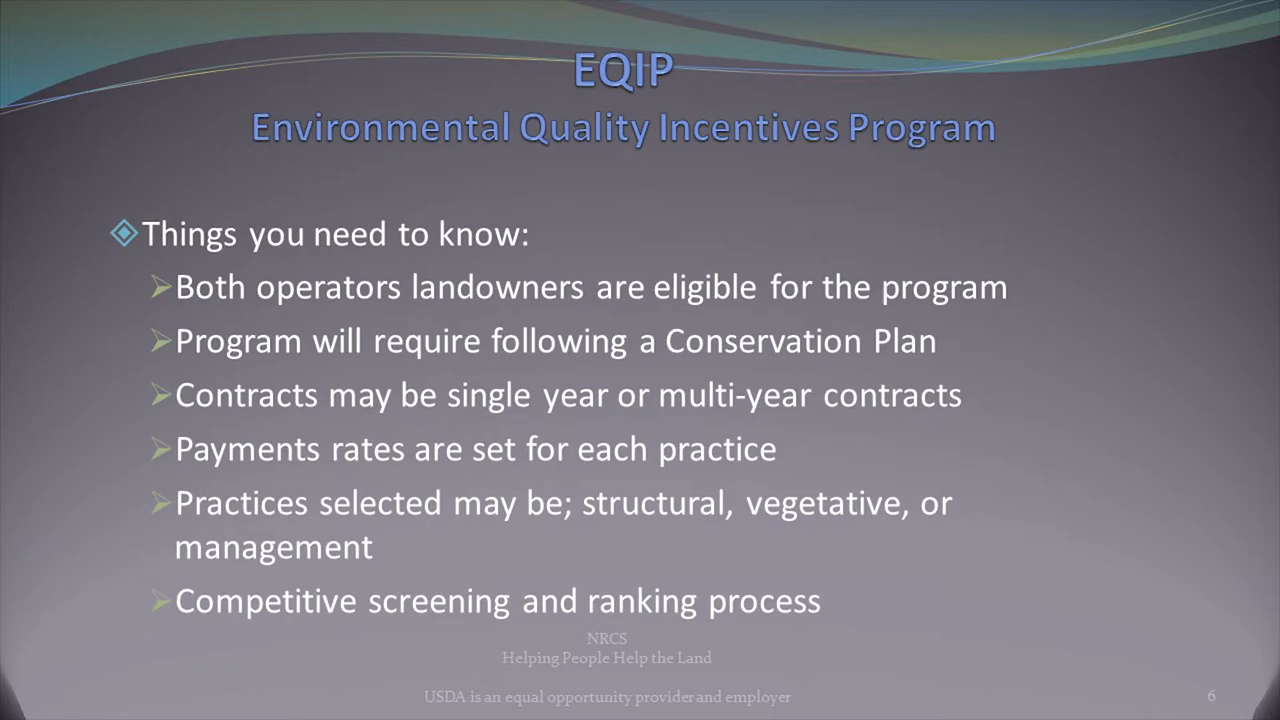 EQIP
Environmental Quality Incentives Program
Things you need to know:
Both operators landowners are eligible for the program
Program will require following a Conservation Plan
Contracts may be single year or multi-year contracts
Payments rates are set for each practice
Practices selected may be; structural, vegetative, or
management
Competitive screening and ranking process
NRCS
Helping People Help the Land
USDA is an equal opportunity provider and employer
6